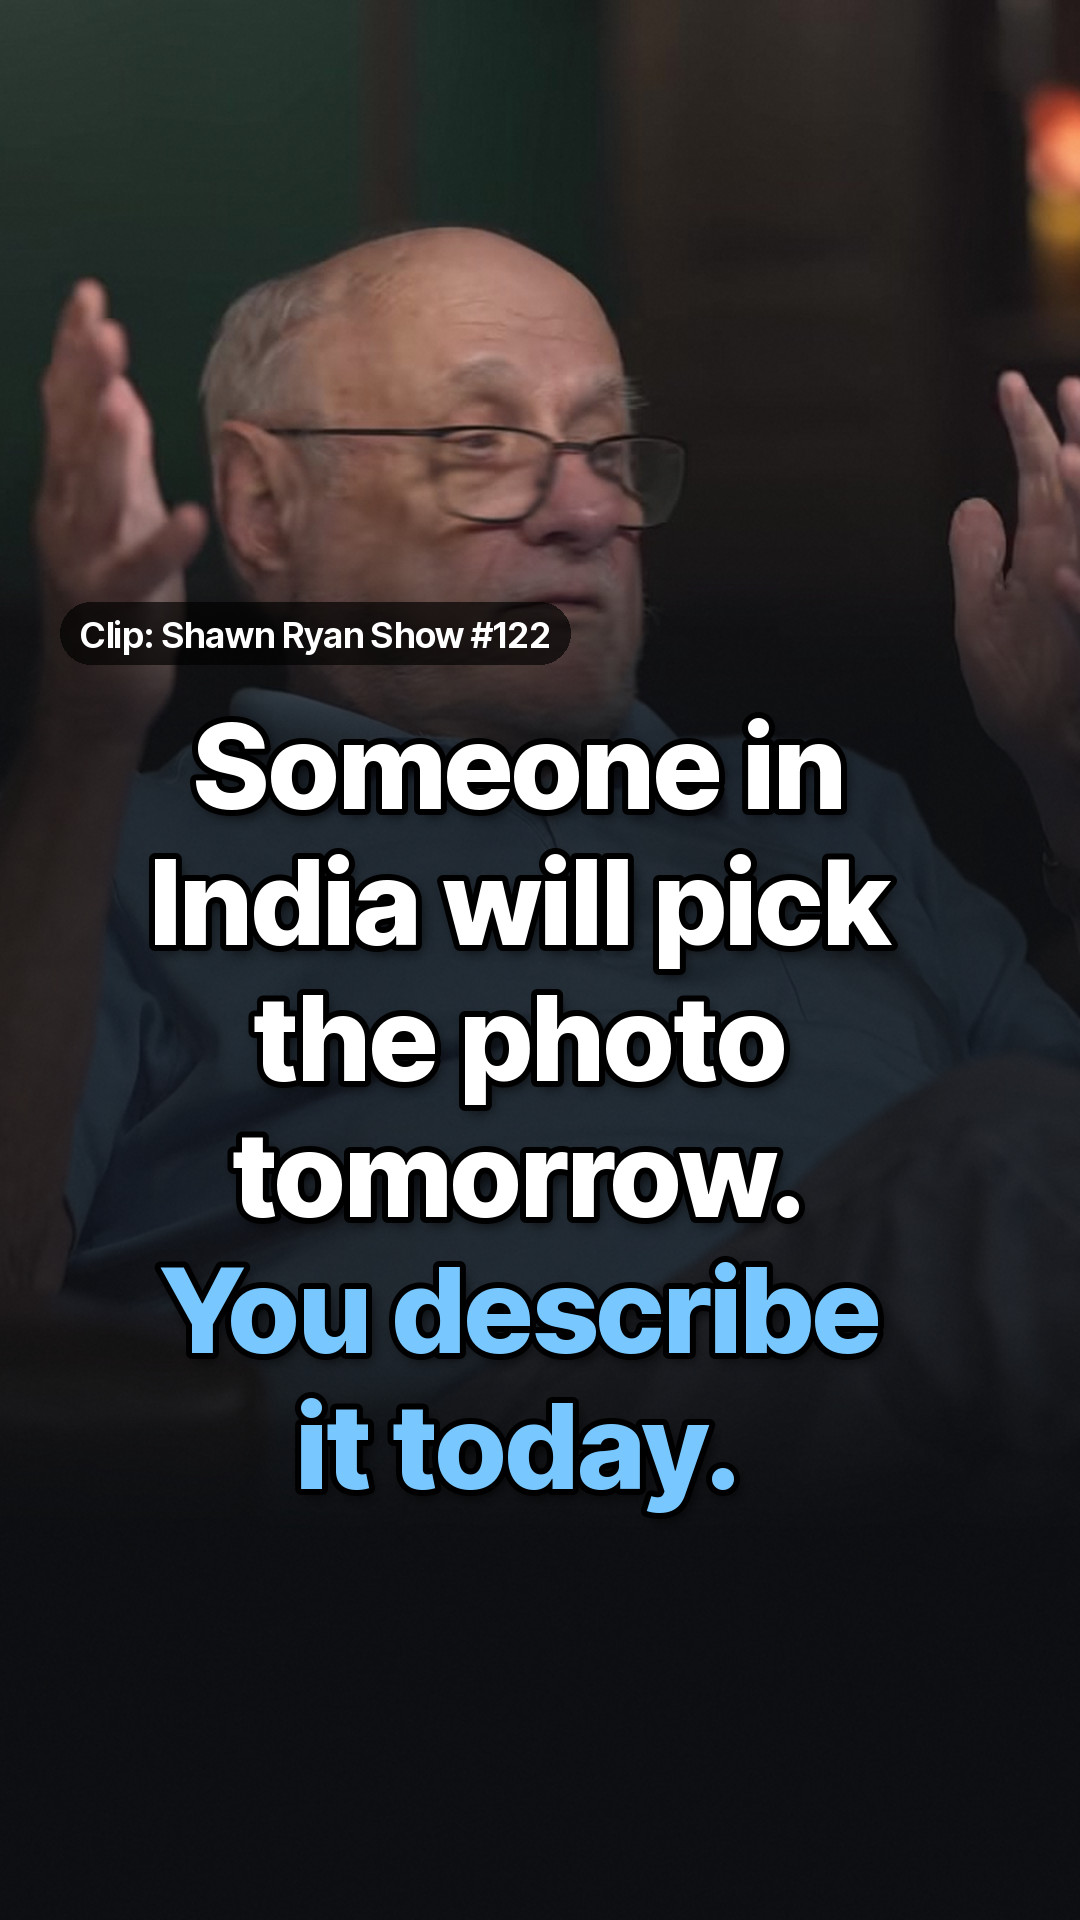 Clip: Shawn Ryan Show #122
Someone in
India will pick
the photo
tomorrow.
You describe
it today.